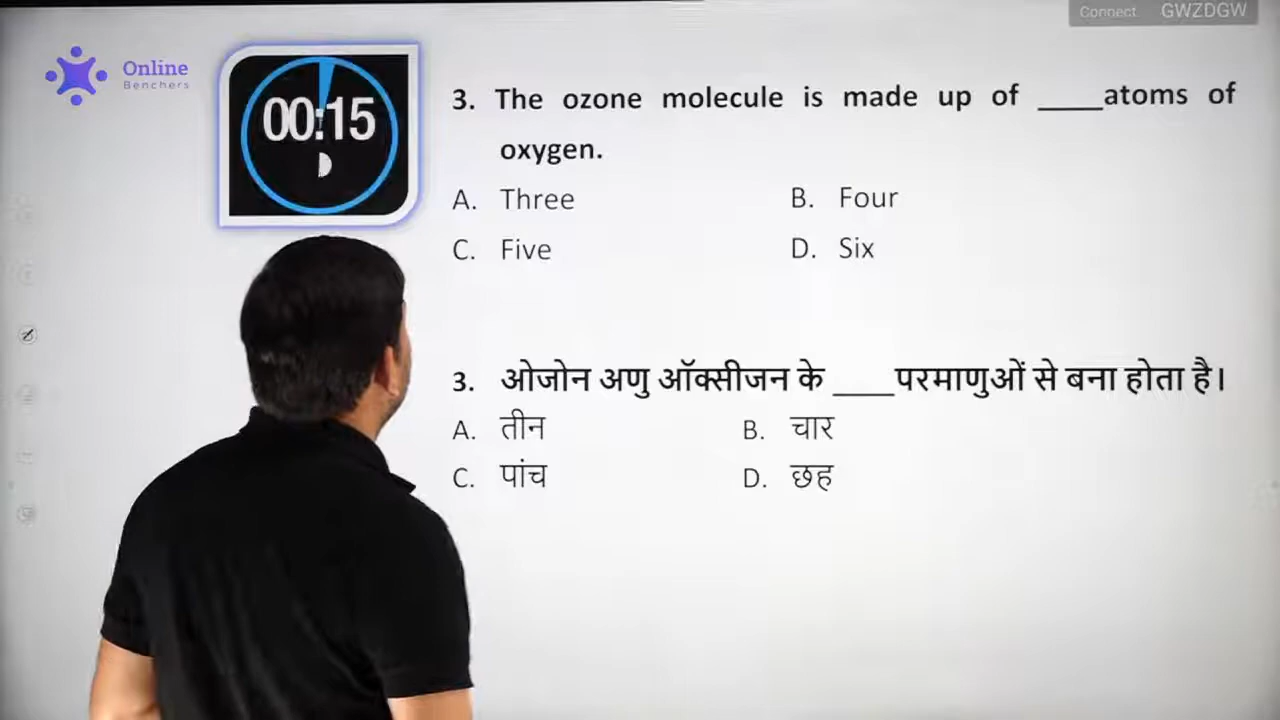 Connect GWZDGW
Online
Benchers
00:15
3. The ozone molecule is made up of ____atoms of
oxygen.
A. Three B. Four
C. Five D. Six
3. ओजोन अणु ऑक्सीजन के ____परमाणुओं से बना होता है।
A. तीन B. चार
C. पांच D. छह